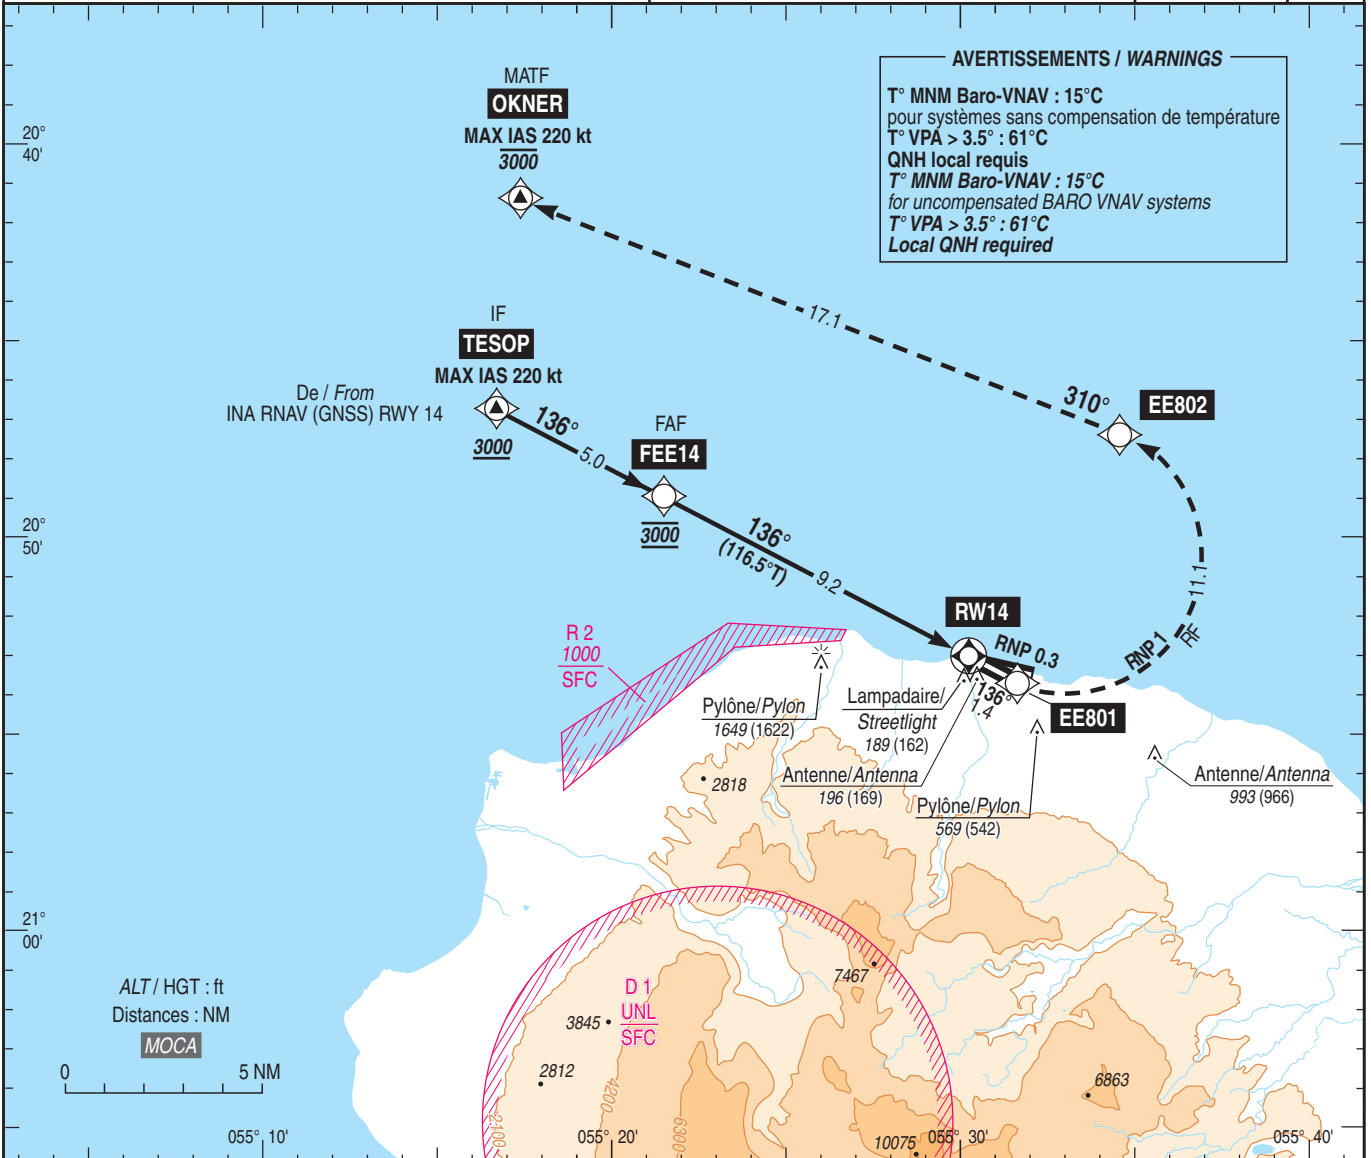 AVERTISSEMENTS / WARNINGS
T° MNM Baro-VNAV : 15°C
pour systèmes sans compensation de température
T° VPA > 3.5° : 61°C
QNH local requis
T° MNM Baro-VNAV : 15°C
for uncompensated BARO VNAV systems
T° VPA > 3.5° : 61°C
Local QNH required
MATF
OKNER
MAX IAS 220 kt
3000
20°
40'
17.1
IF
TESOP
MAX IAS 220 kt
De / From
INA RNAV (GNSS) RWY 14
3000
136°
5.0
FAF
FEE14
3000
310°
EE802
20°
50'
136°
(116.5°T)
9.2
11.1
RF
RNP 1
RW14
RNP 0.3
136°
1.4
EE801
R 2
1000
SFC
Pylône/Pylon
1649 (1622)
Lampadaire/
Streetlight
189 (162)
Antenne/Antenna
196 (169)
Pylône/Pylon
569 (542)
Antenne/Antenna
993 (966)
2818
21°
00'
7467
D 1
UNL
SFC
3845
2812
6863
10075
4200
2100
6300
ALT / HGT : ft
Distances : NM
MOCA
0 5 NM
055° 10'
055° 20'
055° 30'
055° 40'